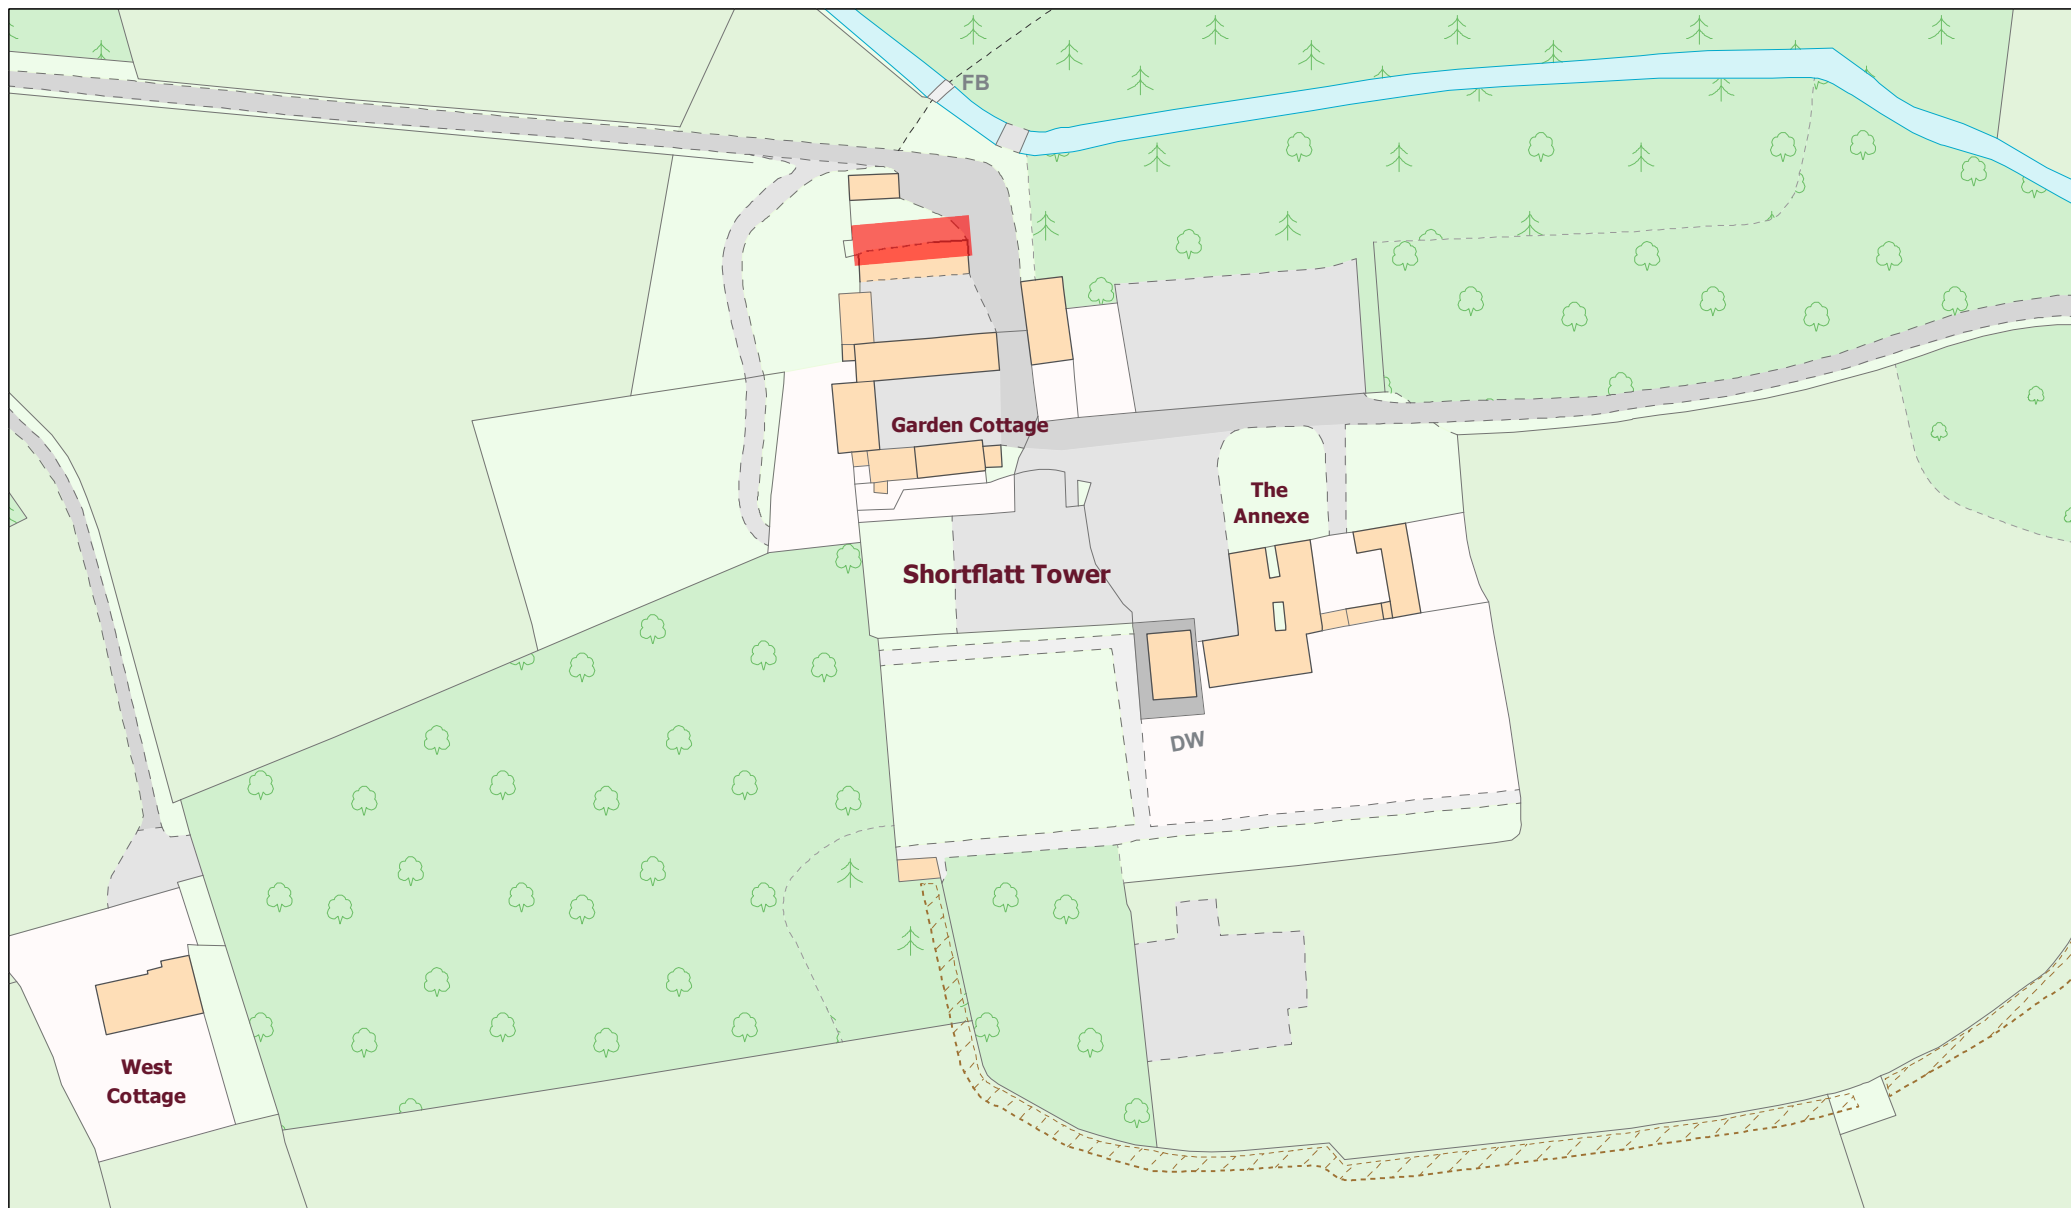 FB
Garden Cottage
The
Annexe
Shortflatt Tower
DW
West
Cottage